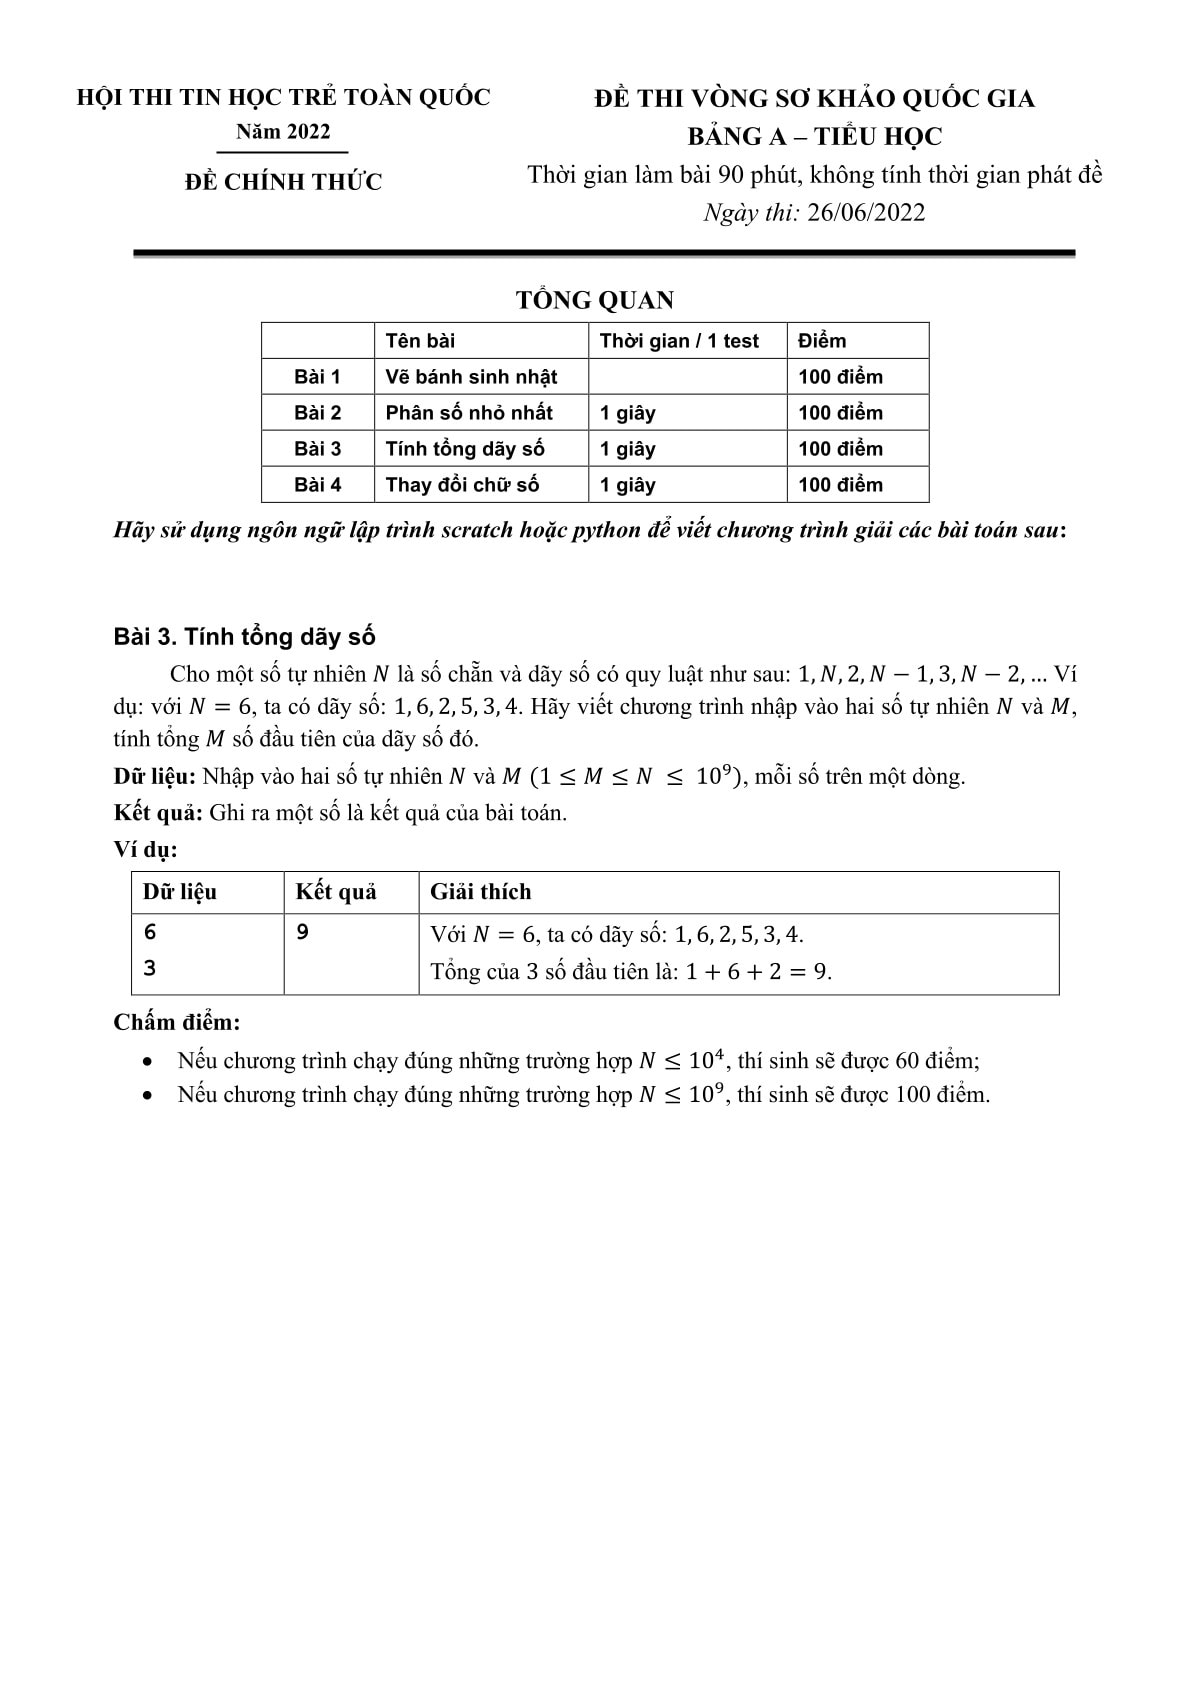 HỘI THI TIN HỌC TRẺ TOÀN QUỐC
Năm 2022
ĐỀ CHÍNH THỨC
ĐỀ THI VÒNG SƠ KHẢO QUỐC GIA
BẢNG A – TIỂU HỌC
Thời gian làm bài 90 phút, không tính thời gian phát đề
Ngày thi: 26/06/2022
TỔNG QUAN
Tên bài Thời gian / 1 test Điểm
Bài 1 Vẽ bánh sinh nhật 100 điểm
Bài 2 Phân số nhỏ nhất 1 giây 100 điểm
Bài 3 Tính tổng dãy số 1 giây 100 điểm
Bài 4 Thay đổi chữ số 1 giây 100 điểm
Hãy sử dụng ngôn ngữ lập trình scratch hoặc python để viết chương trình giải các bài toán sau:
Bài 3. Tính tổng dãy số
Cho một số tự nhiên N là số chẵn và dãy số có quy luật như sau: 1, N, 2, N − 1, 3, N − 2, … Ví
dụ: với N = 6, ta có dãy số: 1, 6, 2, 5, 3, 4. Hãy viết chương trình nhập vào hai số tự nhiên N và M,
tính tổng M số đầu tiên của dãy số đó.
Dữ liệu: Nhập vào hai số tự nhiên N và M (1 ≤ M ≤ N ≤ 10⁹), mỗi số trên một dòng.
Kết quả: Ghi ra một số là kết quả của bài toán.
Ví dụ:
Dữ liệu Kết quả Giải thích
6 9 Với N = 6, ta có dãy số: 1, 6, 2, 5, 3, 4.
3 Tổng của 3 số đầu tiên là: 1 + 6 + 2 = 9.
Chấm điểm:
• Nếu chương trình chạy đúng những trường hợp N ≤ 10⁴, thí sinh sẽ được 60 điểm;
• Nếu chương trình chạy đúng những trường hợp N ≤ 10⁹, thí sinh sẽ được 100 điểm.